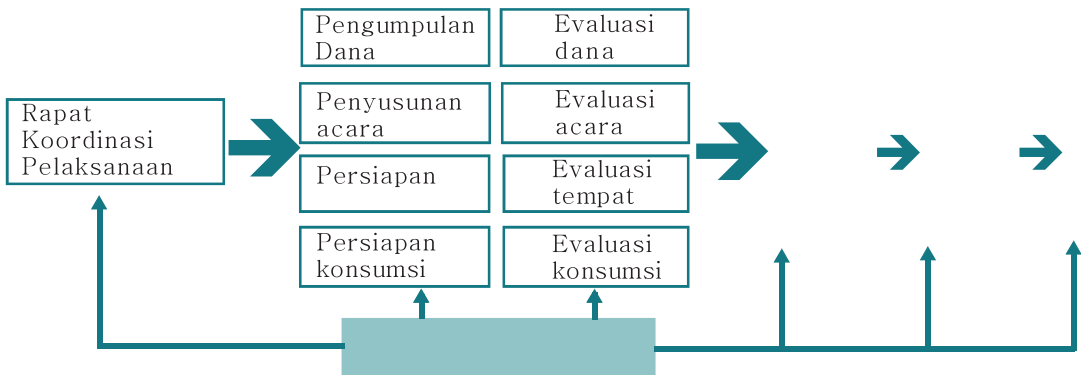 Rapat
Koordinasi
Pelaksanaan
Pengumpulan
Dana
Evaluasi
dana
Penyusunan
acara
Evaluasi
acara
Persiapan
Evaluasi
tempat
Persiapan
konsumsi
Evaluasi
konsumsi